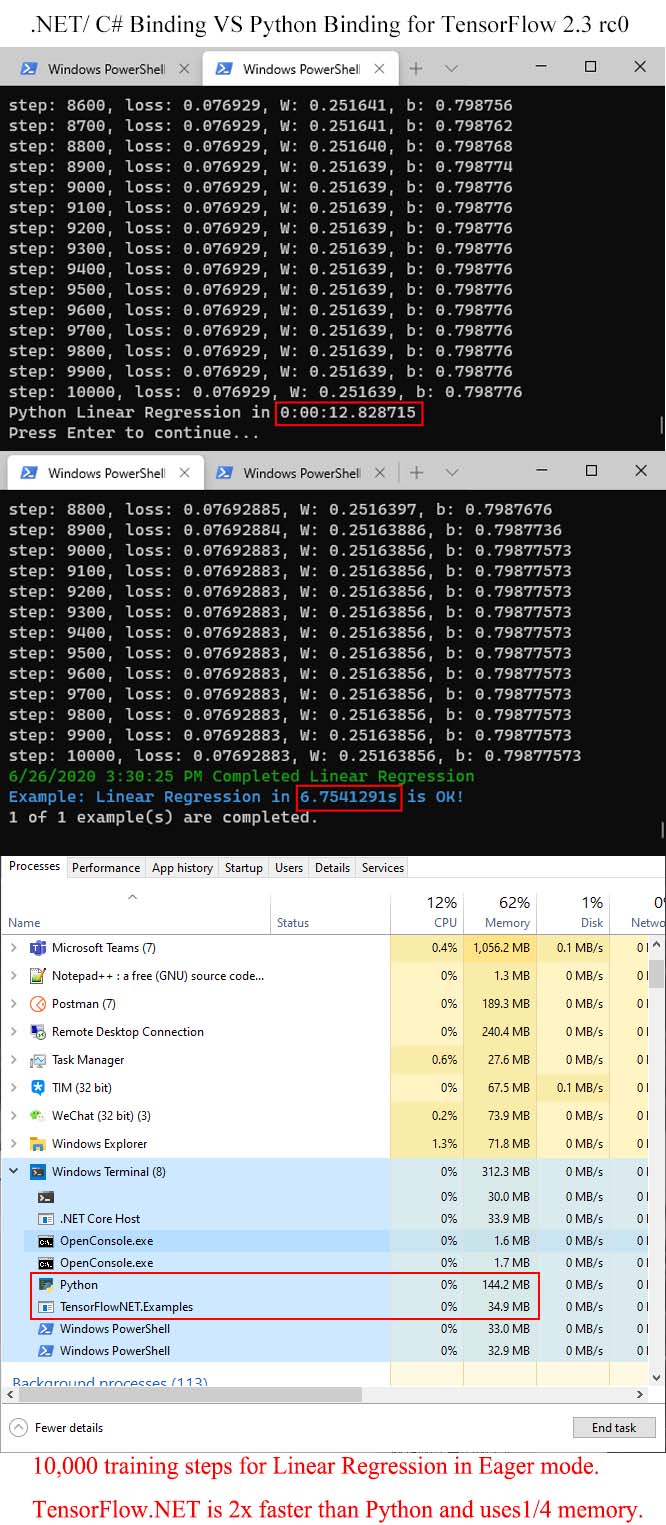 .NET/ C# Binding VS Python Binding for TensorFlow 2.3 rc0
Windows PowerShell Windows PowerShell
step: 8600, loss: 0.076929, W: 0.251641, b: 0.798756
step: 8700, loss: 0.076929, W: 0.251641, b: 0.798762
step: 8800, loss: 0.076929, W: 0.251640, b: 0.798768
step: 8900, loss: 0.076929, W: 0.251639, b: 0.798774
step: 9000, loss: 0.076929, W: 0.251639, b: 0.798776
step: 9100, loss: 0.076929, W: 0.251639, b: 0.798776
step: 9200, loss: 0.076929, W: 0.251639, b: 0.798776
step: 9300, loss: 0.076929, W: 0.251639, b: 0.798776
step: 9400, loss: 0.076929, W: 0.251639, b: 0.798776
step: 9500, loss: 0.076929, W: 0.251639, b: 0.798776
step: 9600, loss: 0.076929, W: 0.251639, b: 0.798776
step: 9700, loss: 0.076929, W: 0.251639, b: 0.798776
step: 9800, loss: 0.076929, W: 0.251639, b: 0.798776
step: 9900, loss: 0.076929, W: 0.251639, b: 0.798776
step: 10000, loss: 0.076929, W: 0.251639, b: 0.798776
Python Linear Regression in 0:00:12.828715
Press Enter to continue...
Windows PowerShell Windows PowerShell
step: 8800, loss: 0.07692885, W: 0.2516397, b: 0.7987676
step: 8900, loss: 0.07692884, W: 0.25163886, b: 0.7987736
step: 9000, loss: 0.07692883, W: 0.25163856, b: 0.79877573
step: 9100, loss: 0.07692883, W: 0.25163856, b: 0.79877573
step: 9200, loss: 0.07692883, W: 0.25163856, b: 0.79877573
step: 9300, loss: 0.07692883, W: 0.25163856, b: 0.79877573
step: 9400, loss: 0.07692883, W: 0.25163856, b: 0.79877573
step: 9500, loss: 0.07692883, W: 0.25163856, b: 0.79877573
step: 9600, loss: 0.07692883, W: 0.25163856, b: 0.79877573
step: 9700, loss: 0.07692883, W: 0.25163856, b: 0.79877573
step: 9800, loss: 0.07692883, W: 0.25163856, b: 0.79877573
step: 9900, loss: 0.07692883, W: 0.25163856, b: 0.79877573
step: 10000, loss: 0.07692883, W: 0.25163856, b: 0.79877573
6/26/2020 3:30:25 PM Completed Linear Regression
Example: Linear Regression in 6.7541291s is OK!
1 of 1 example(s) are completed.
Processes Performance App history Startup Users Details Services
12% 62% 1% 0%
Name Status CPU Memory Disk Netwo
Microsoft Teams (7) 0.4% 1,056.2 MB 0.1 MB/s 0
Notepad++ : a free (GNU) source code... 0% 1.3 MB 0 MB/s 0
Postman (7) 0% 189.3 MB 0 MB/s 0
Remote Desktop Connection 0% 240.4 MB 0 MB/s 0
Task Manager 0.6% 27.6 MB 0 MB/s 0
TIM (32 bit) 0% 67.5 MB 0.1 MB/s 0
WeChat (32 bit) (3) 0.2% 73.9 MB 0 MB/s 0
Windows Explorer 1.3% 71.8 MB 0 MB/s 0
Windows Terminal (8) 0% 312.3 MB 0 MB/s 0
0% 30.0 MB 0 MB/s 0
.NET Core Host 0% 33.9 MB 0 MB/s 0
OpenConsole.exe 0% 1.6 MB 0 MB/s 0
OpenConsole.exe 0% 1.7 MB 0 MB/s 0
Python 0% 144.2 MB 0 MB/s 0
TensorFlowNET.Examples 0% 34.9 MB 0 MB/s 0
Windows PowerShell 0% 33.0 MB 0 MB/s 0
Windows PowerShell 0% 32.9 MB 0 MB/s 0
Background processes (113)
Fewer details End task
10,000 training steps for Linear Regression in Eager mode.
TensorFlow.NET is 2x faster than Python and uses1/4 memory.